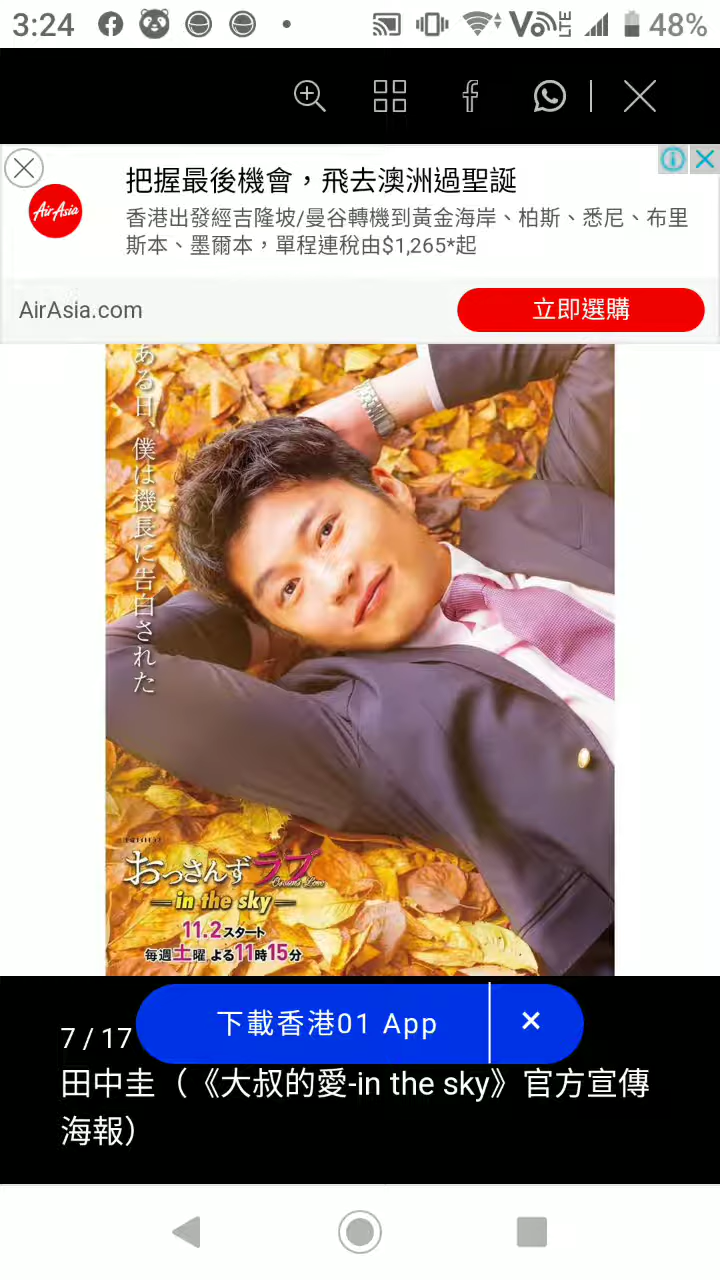 3:24
LTE
48%
把握最後機會，飛去澳洲過聖誕
AirAsia
香港出發經吉隆坡/曼谷轉機到黃金海岸、柏斯、悉尼、布里
斯本、墨爾本，單程連稅由$1,265*起
AirAsia.com
立即選購
ある日、僕は機長に告白された
おっさんずラブ
Ossan's Love
in the sky
11.2スタート
毎週土曜よる11時15分
7 / 17
下載香港01 App
田中圭（《大叔的愛-in the sky》官方宣傳
海報）